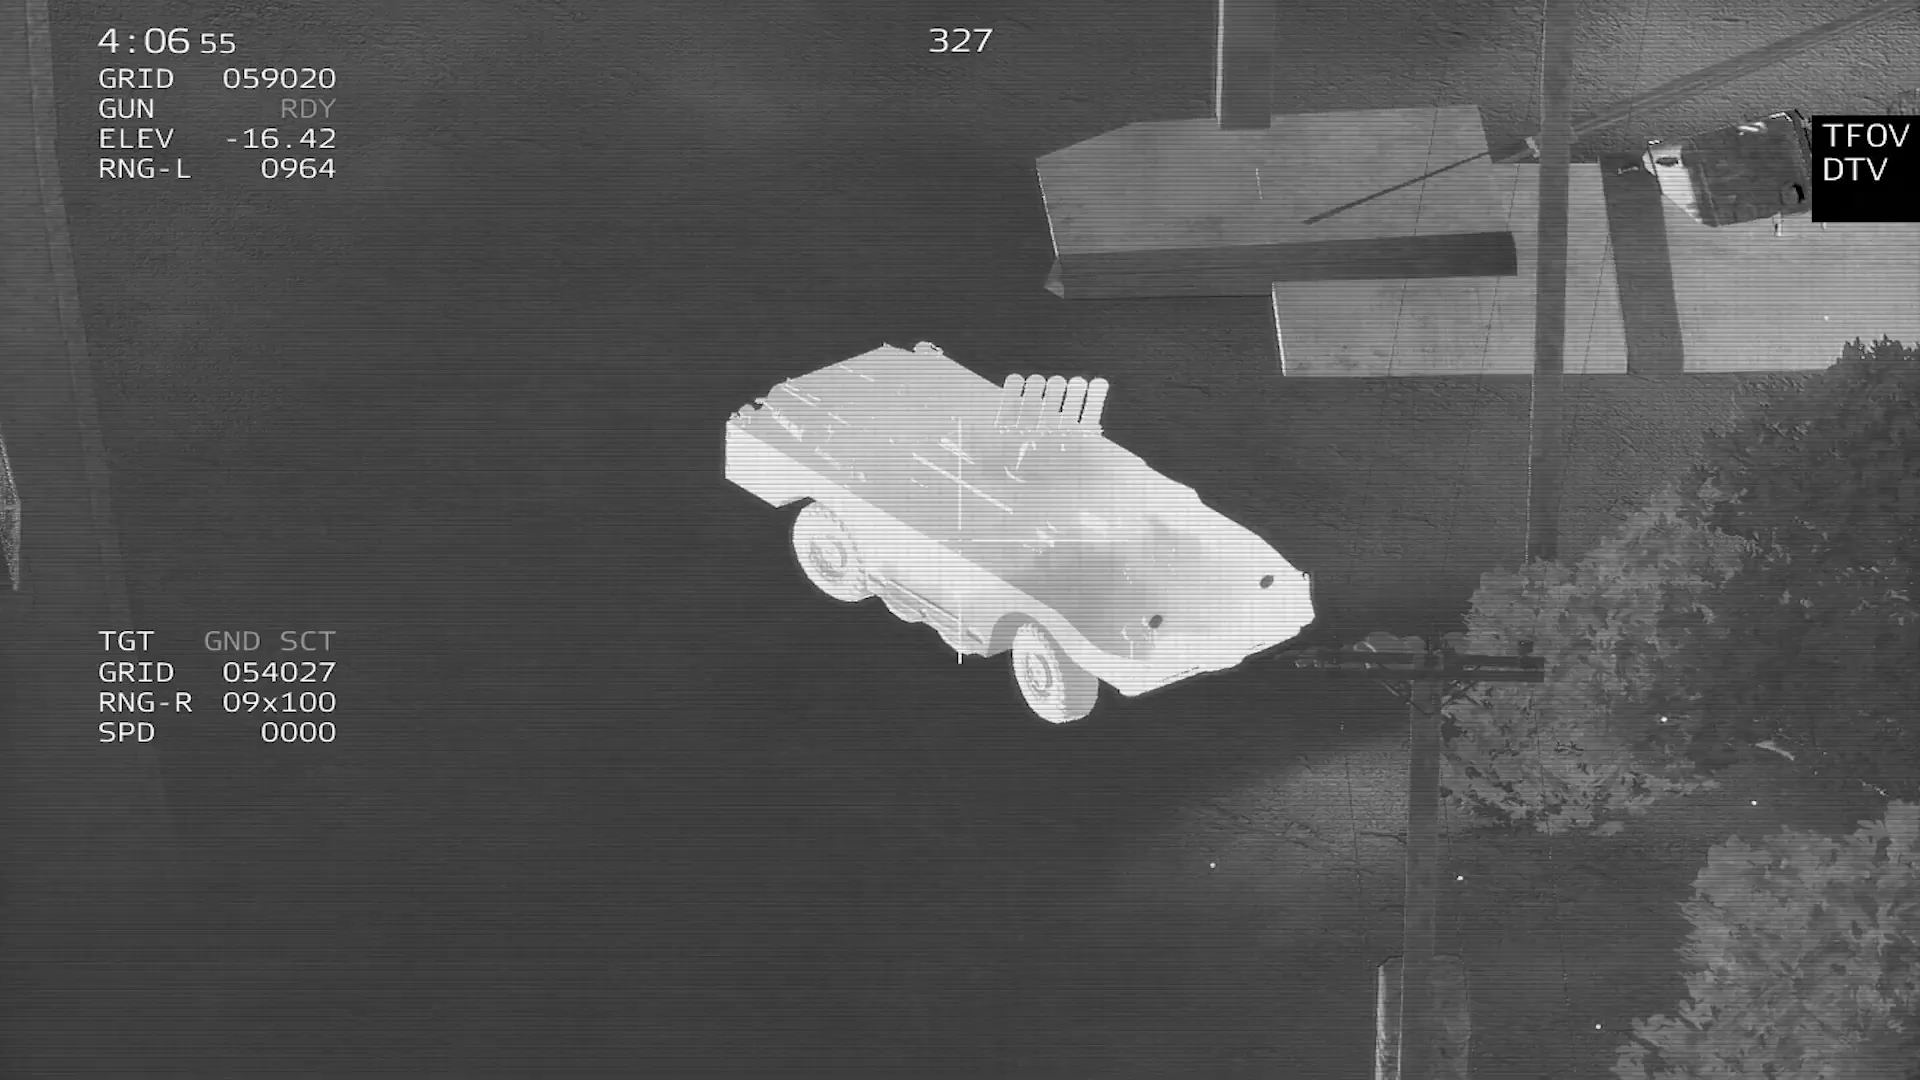 4:06 55
GRID 059020
GUN RDY
ELEV -16.42
RNG-L 0964
327
TFOV
DTV
TGT GND SCT
GRID 054027
RNG-R 09x100
SPD 0000